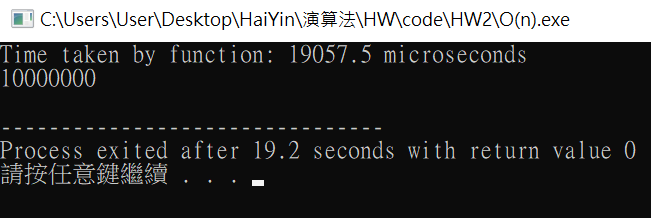 C:\Users\User\Desktop\HaiYin\演算法\HW\code\HW2\O(n).exe
Time taken by function: 19057.5 microseconds
10000000
--------------------------------
Process exited after 19.2 seconds with return value 0
請按任意鍵繼續 . . .